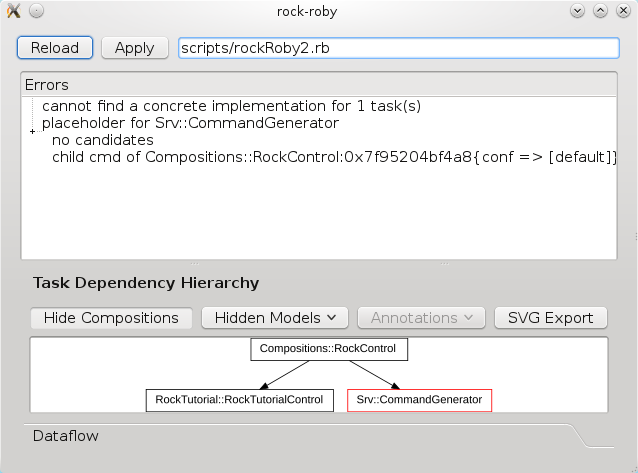 rock-roby
Reload
Apply
scripts/rockRoby2.rb
Errors
cannot find a concrete implementation for 1 task(s)
placeholder for Srv::CommandGenerator
no candidates
child cmd of Compositions::RockControl:0x7f95204bf4a8{conf => [default]}
Task Dependency Hierarchy
Hide Compositions
Hidden Models
Annotations
SVG Export
Compositions::RockControl
RockTutorial::RockTutorialControl
Srv::CommandGenerator
Dataflow